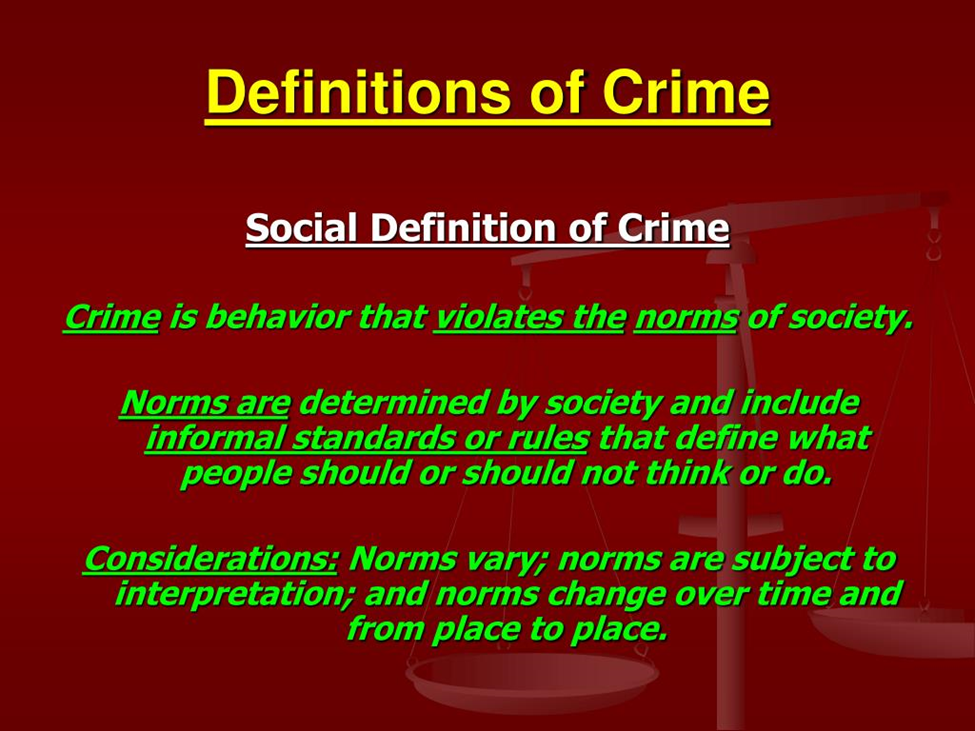 Definitions of Crime
Social Definition of Crime
Crime is behavior that violates the norms of society.
Norms are determined by society and include
informal standards or rules that define what
people should or should not think or do.
Considerations: Norms vary; norms are subject to
interpretation; and norms change over time and
from place to place.